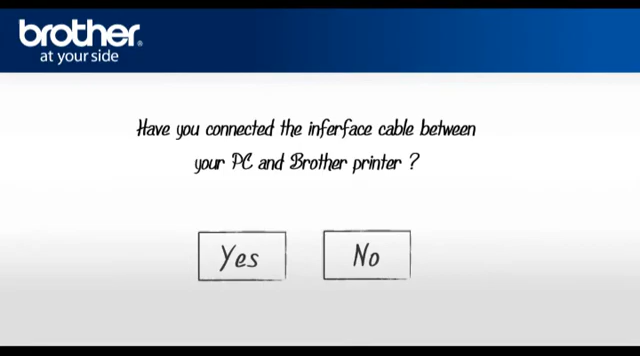 brother®
at your side
Have you connected the inferface cable between
your PC and Brother printer ?
Yes No